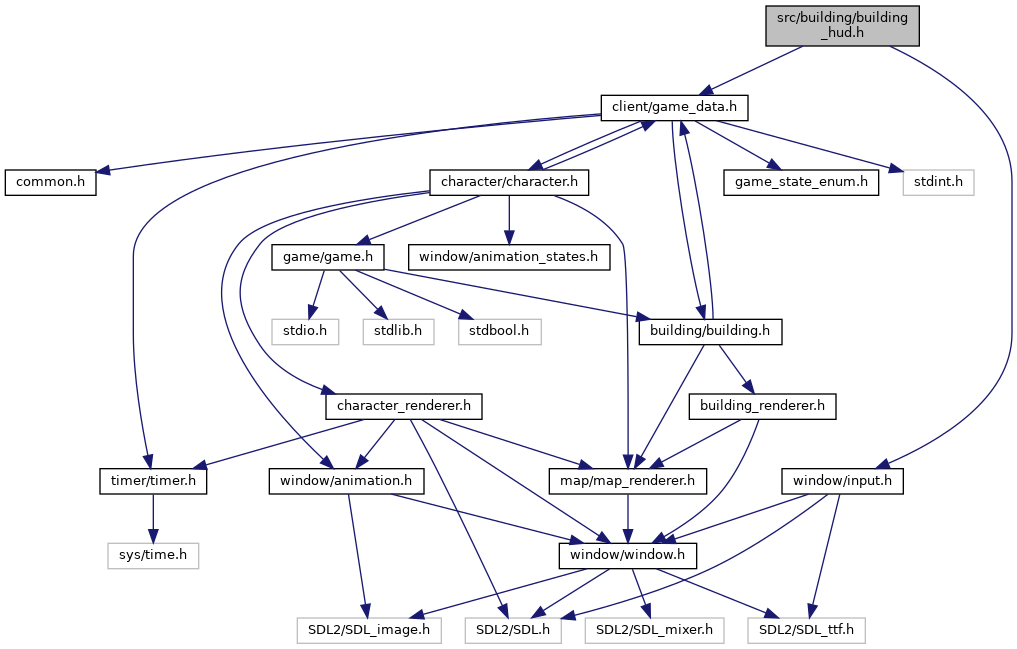 src/building/building
_hud.h
client/game_data.h
common.h
character/character.h
game_state_enum.h
stdint.h
game/game.h
window/animation_states.h
stdio.h
stdlib.h
stdbool.h
building/building.h
character_renderer.h
building_renderer.h
timer/timer.h
window/animation.h
map/map_renderer.h
window/input.h
sys/time.h
window/window.h
SDL2/SDL_image.h
SDL2/SDL.h
SDL2/SDL_mixer.h
SDL2/SDL_ttf.h